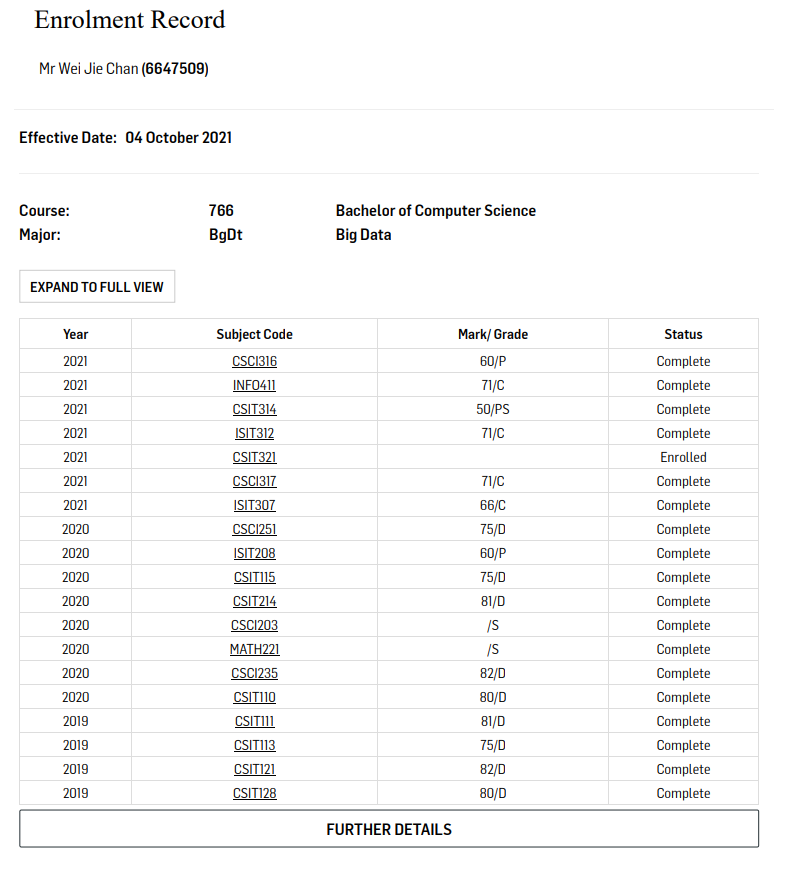 Enrolment Record
Mr Wei Jie Chan (6647509)
Effective Date: 04 October 2021
Course: 766 Bachelor of Computer Science
Major: BgDt Big Data
EXPAND TO FULL VIEW
Year Subject Code Mark/ Grade Status
2021 CSCI316 60/P Complete
2021 INFO411 71/C Complete
2021 CSIT314 50/PS Complete
2021 ISIT312 71/C Complete
2021 CSIT321 Enrolled
2021 CSCI317 71/C Complete
2021 ISIT307 66/C Complete
2020 CSCI251 75/D Complete
2020 ISIT208 60/P Complete
2020 CSIT115 75/D Complete
2020 CSIT214 81/D Complete
2020 CSCI203 /S Complete
2020 MATH221 /S Complete
2020 CSCI235 82/D Complete
2020 CSIT110 80/D Complete
2019 CSIT111 81/D Complete
2019 CSIT113 75/D Complete
2019 CSIT121 82/D Complete
2019 CSIT128 80/D Complete
FURTHER DETAILS